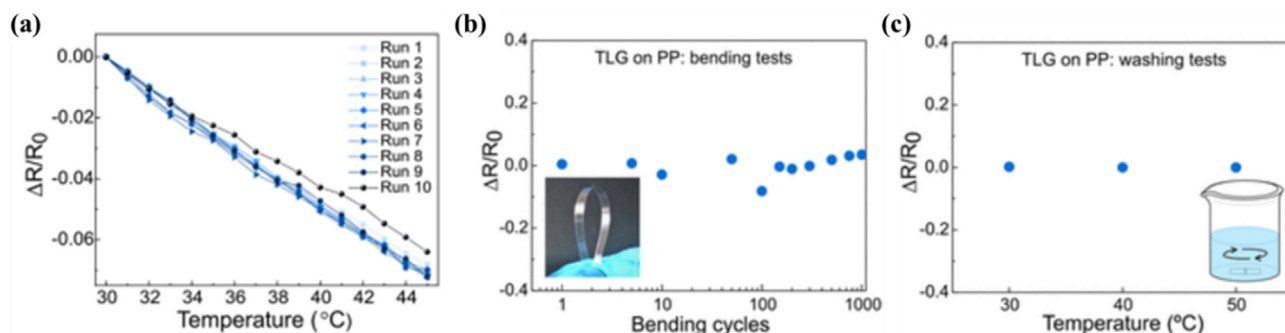 (a)
0.00
-0.02
-0.04
-0.06
ΔR/R0
30 32 34 36 38 40 42 44
Temperature (°C)
Run 1
Run 2
Run 3
Run 4
Run 5
Run 6
Run 7
Run 8
Run 9
Run 10
(b)
TLG on PP: bending tests
0.4
0.2
0.0
-0.2
-0.4
ΔR/R0
1 10 100 1000
Bending cycles
(c)
TLG on PP: washing tests
0.4
0.2
0.0
-0.2
-0.4
ΔR/R0
30 40 50
Temperature (ºC)